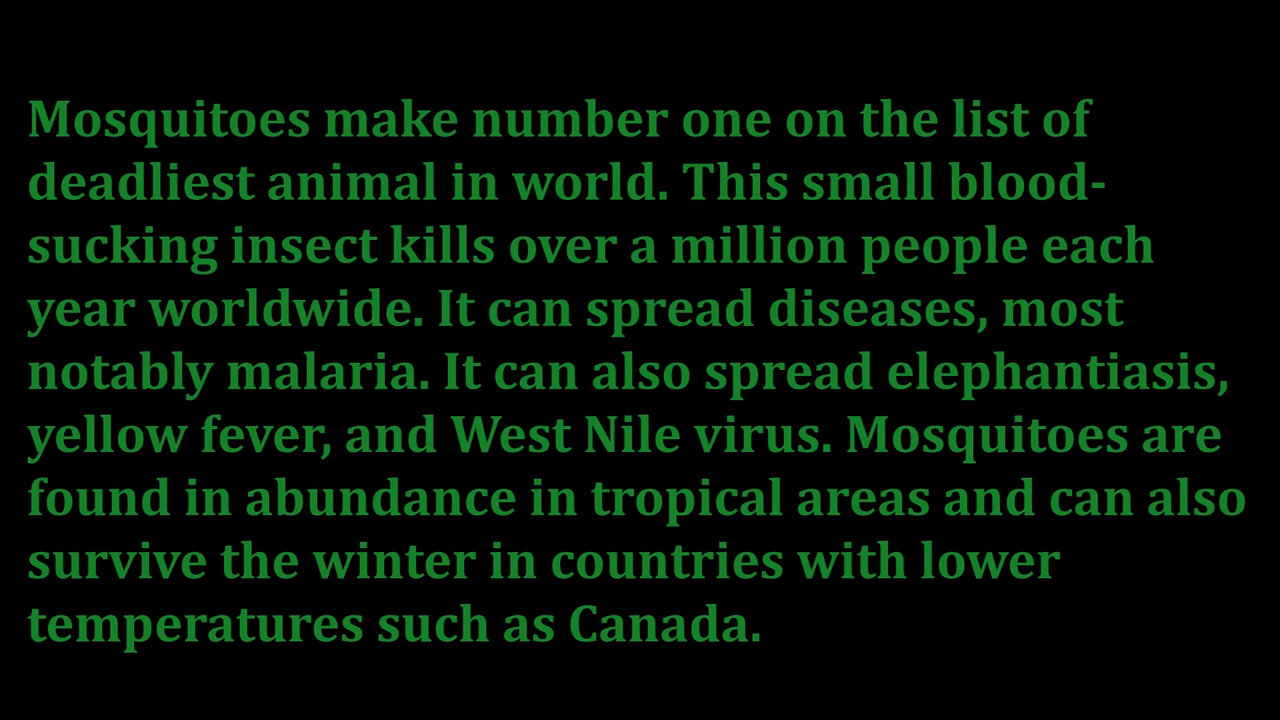 Mosquitoes make number one on the list of
deadliest animal in world. This small blood-
sucking insect kills over a million people each
year worldwide. It can spread diseases, most
notably malaria. It can also spread elephantiasis,
yellow fever, and West Nile virus. Mosquitoes are
found in abundance in tropical areas and can also
survive the winter in countries with lower
temperatures such as Canada.